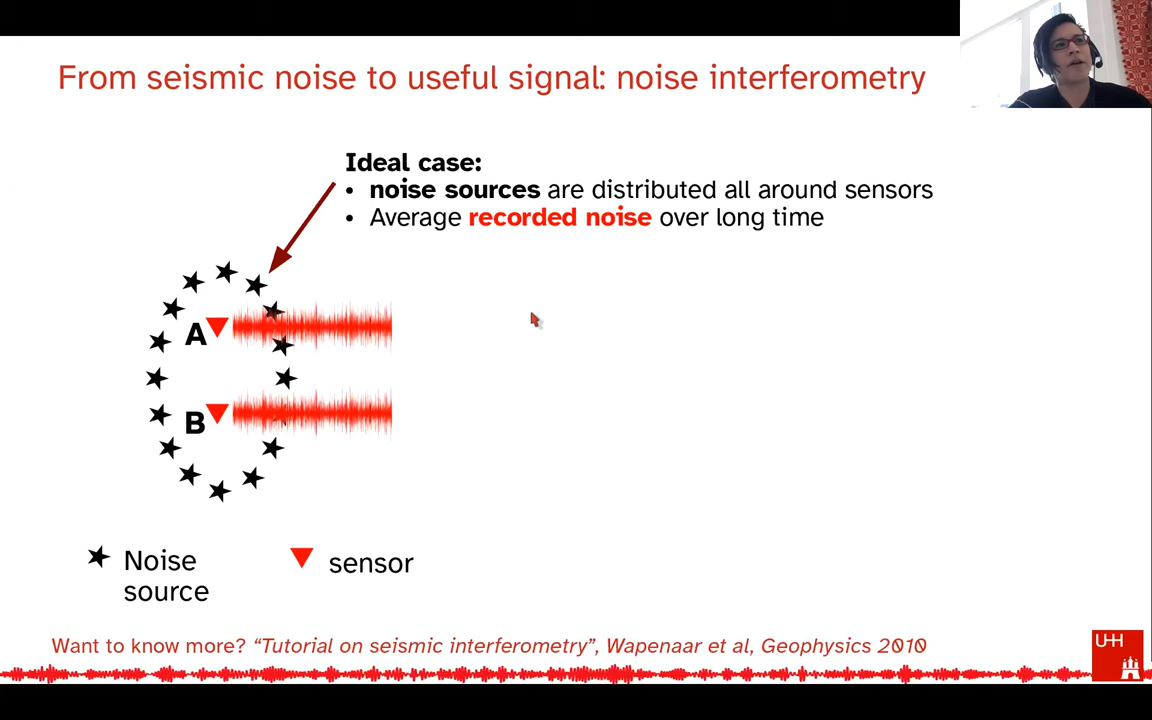 From seismic noise to useful signal: noise interferometry
Ideal case:
• noise sources are distributed all around sensors
• Average recorded noise over long time
A
B
Noise
source
sensor
Want to know more? “Tutorial on seismic interferometry”, Wapenaar et al, Geophysics 2010
UHH